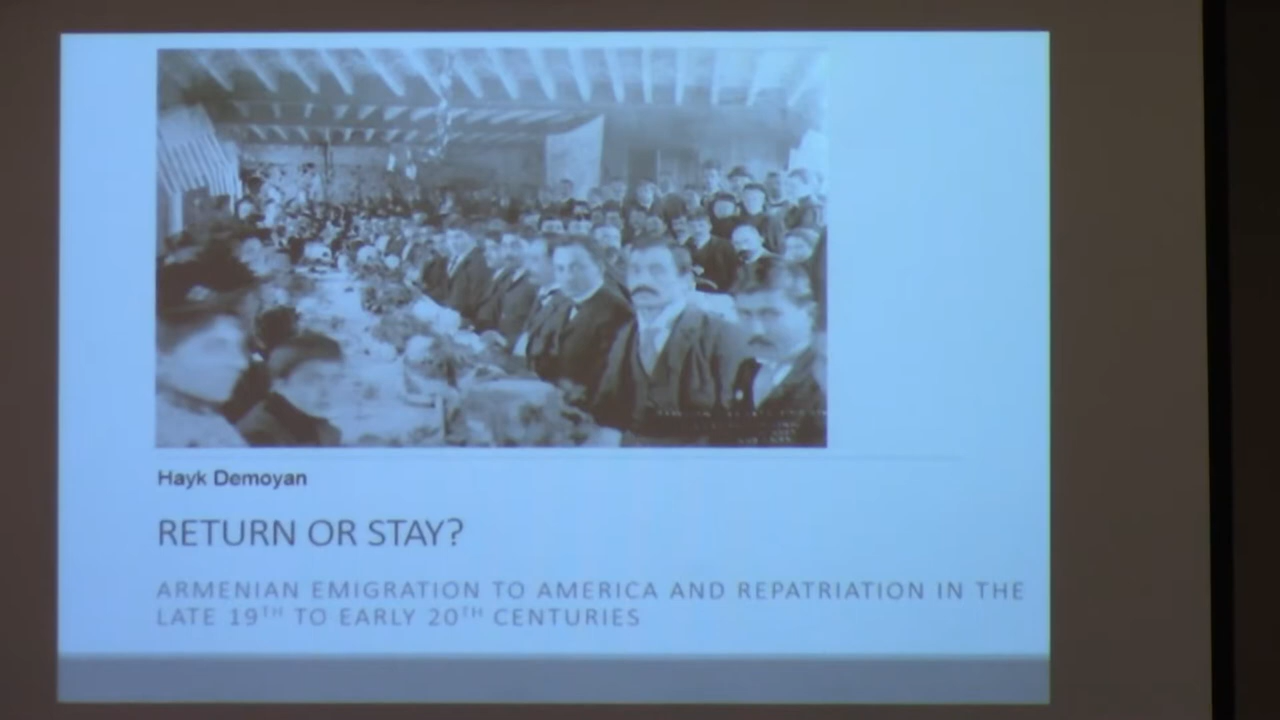 Hayk Demoyan
RETURN OR STAY?
ARMENIAN EMIGRATION TO AMERICA AND REPATRIATION IN THE
LATE 19TH TO EARLY 20TH CENTURIES